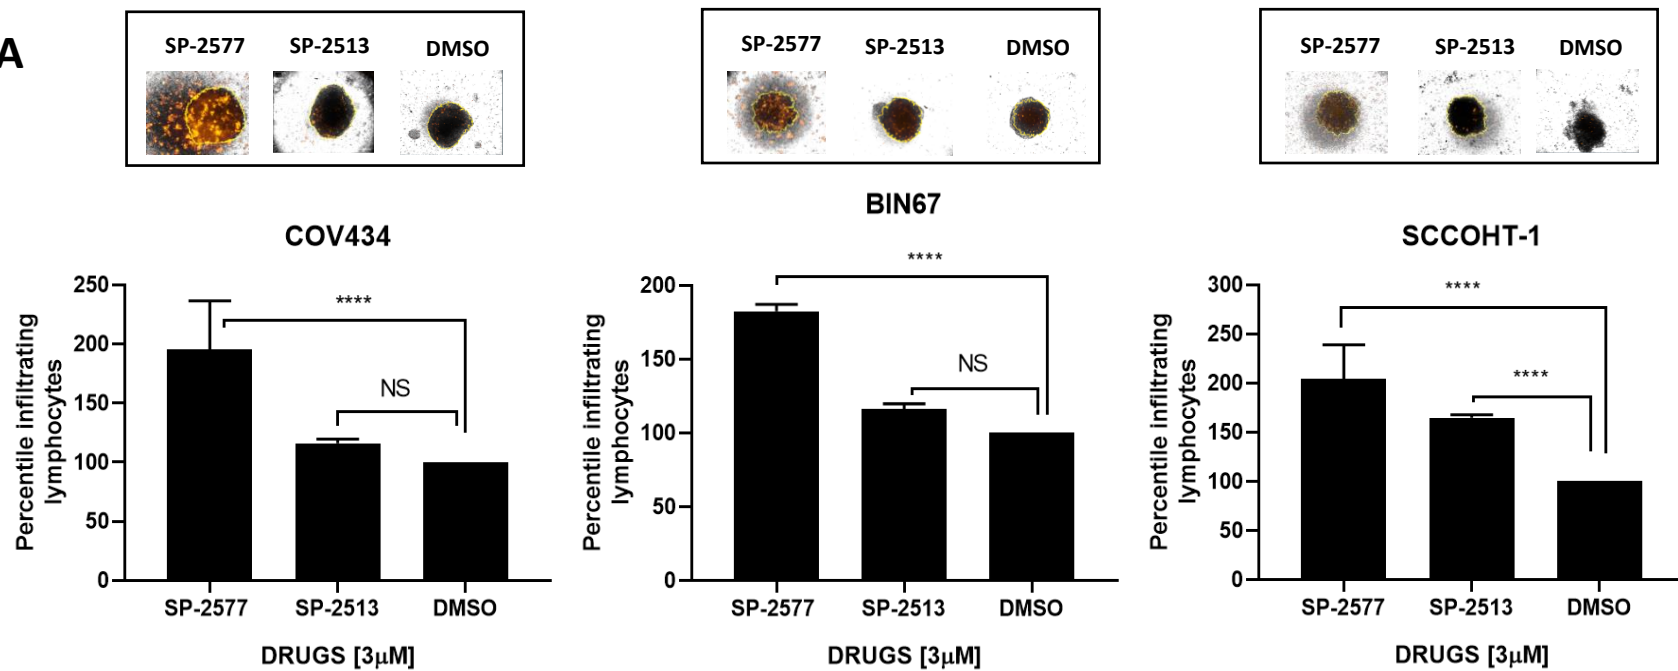 A
SP-2577 SP-2513 DMSO
SP-2577 SP-2513 DMSO
SP-2577 SP-2513 DMSO
COV434
Percentile infiltrating
lymphocytes
250
200
150
100
50
0
****
NS
SP-2577 SP-2513 DMSO
DRUGS [3μM]
BIN67
Percentile infiltrating
lymphocytes
200
150
100
50
0
****
NS
SP-2577 SP-2513 DMSO
DRUGS [3μM]
SCCOHT-1
Percentile infiltrating
lymphocytes
300
250
200
150
100
50
0
****
****
SP-2577 SP-2513 DMSO
DRUGS [3μM]